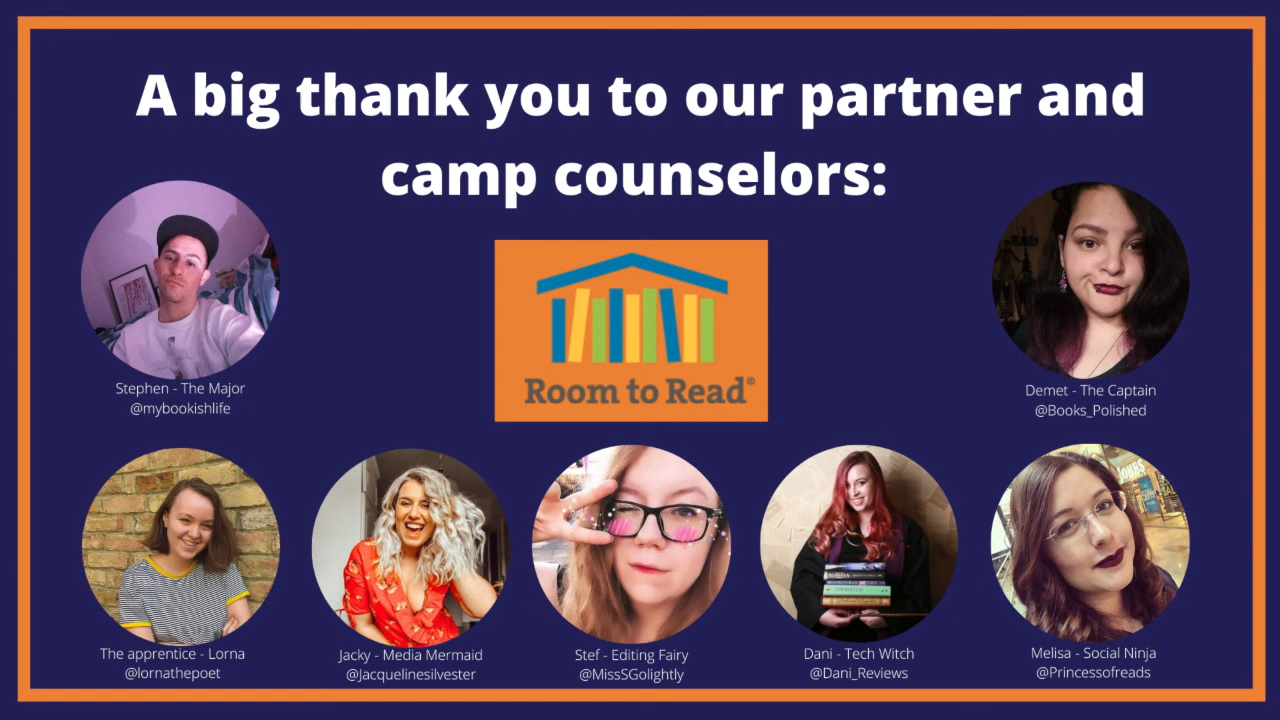 A big thank you to our partner and
camp counselors:
Room to Read®
Stephen - The Major
@mybookishlife
Demet - The Captain
@Books_Polished
The apprentice - Lorna
@lornathepoet
Jacky - Media Mermaid
@Jacquelinesilvester
Stef - Editing Fairy
@MissSGolightly
Dani - Tech Witch
@Dani_Reviews
Melisa - Social Ninja
@Princessofreads